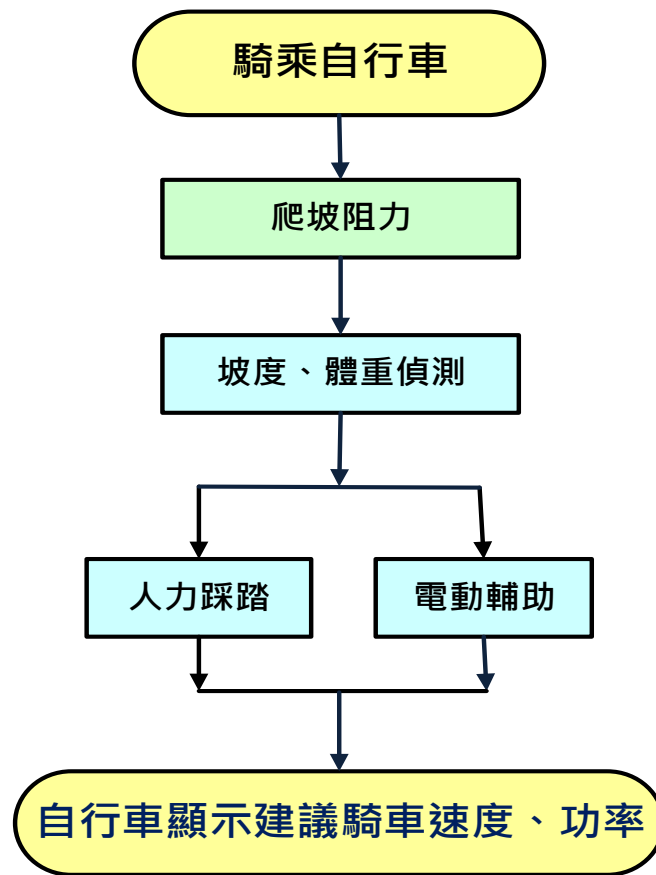 騎乘自行車
爬坡阻力
坡度、體重偵測
人力踩踏
電動輔助
自行車顯示建議騎車速度、功率